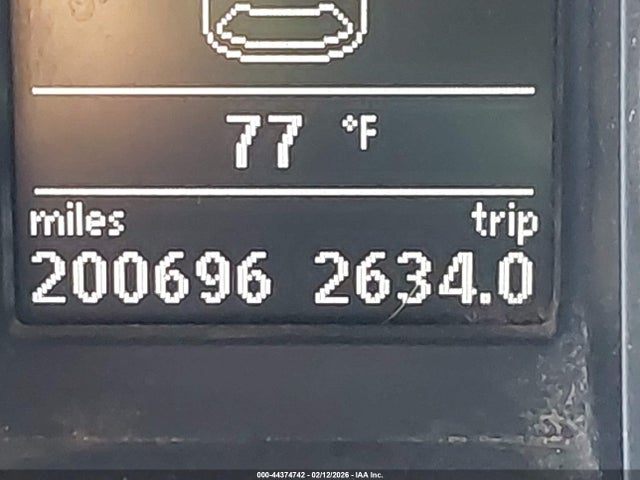 77 °F
miles trip
200696 2634.0
000-44374742 - 02/12/2026 - IAA Inc.